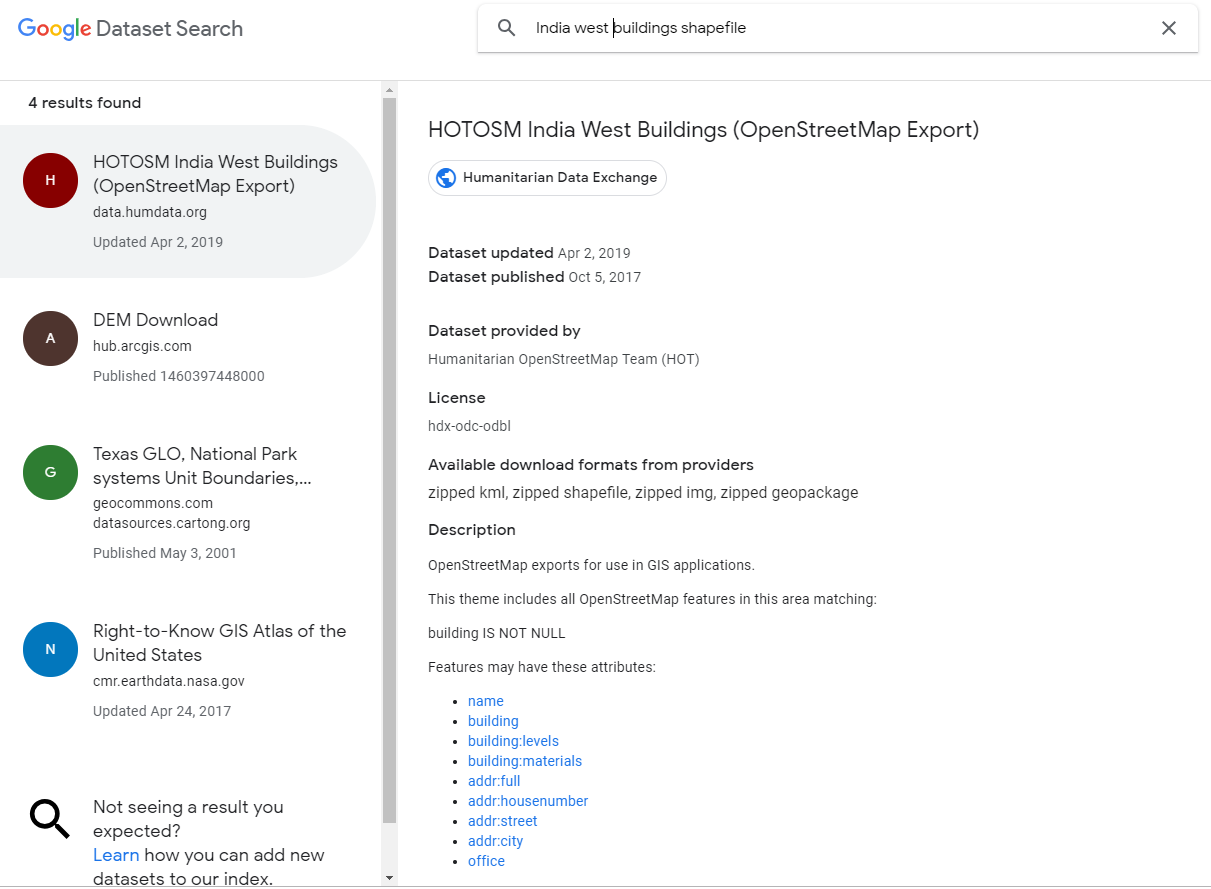 Google Dataset Search
India west buildings shapefile
4 results found
H
HOTOSM India West Buildings
(OpenStreetMap Export)
data.humdata.org
Updated Apr 2, 2019
A
DEM Download
hub.arcgis.com
Published 1460397448000
G
Texas GLO, National Park
systems Unit Boundaries,...
geocommons.com
datasources.cartong.org
Published May 3, 2001
N
Right-to-Know GIS Atlas of the
United States
cmr.earthdata.nasa.gov
Updated Apr 24, 2017
Not seeing a result you
expected?
Learn how you can add new
datasets to our index.
HOTOSM India West Buildings (OpenStreetMap Export)
Humanitarian Data Exchange
Dataset updated Apr 2, 2019
Dataset published Oct 5, 2017
Dataset provided by
Humanitarian OpenStreetMap Team (HOT)
License
hdx-odc-odbl
Available download formats from providers
zipped kml, zipped shapefile, zipped img, zipped geopackage
Description
OpenStreetMap exports for use in GIS applications.
This theme includes all OpenStreetMap features in this area matching:
building IS NOT NULL
Features may have these attributes:
name
building
building:levels
building:materials
addr:full
addr:housenumber
addr:street
addr:city
office